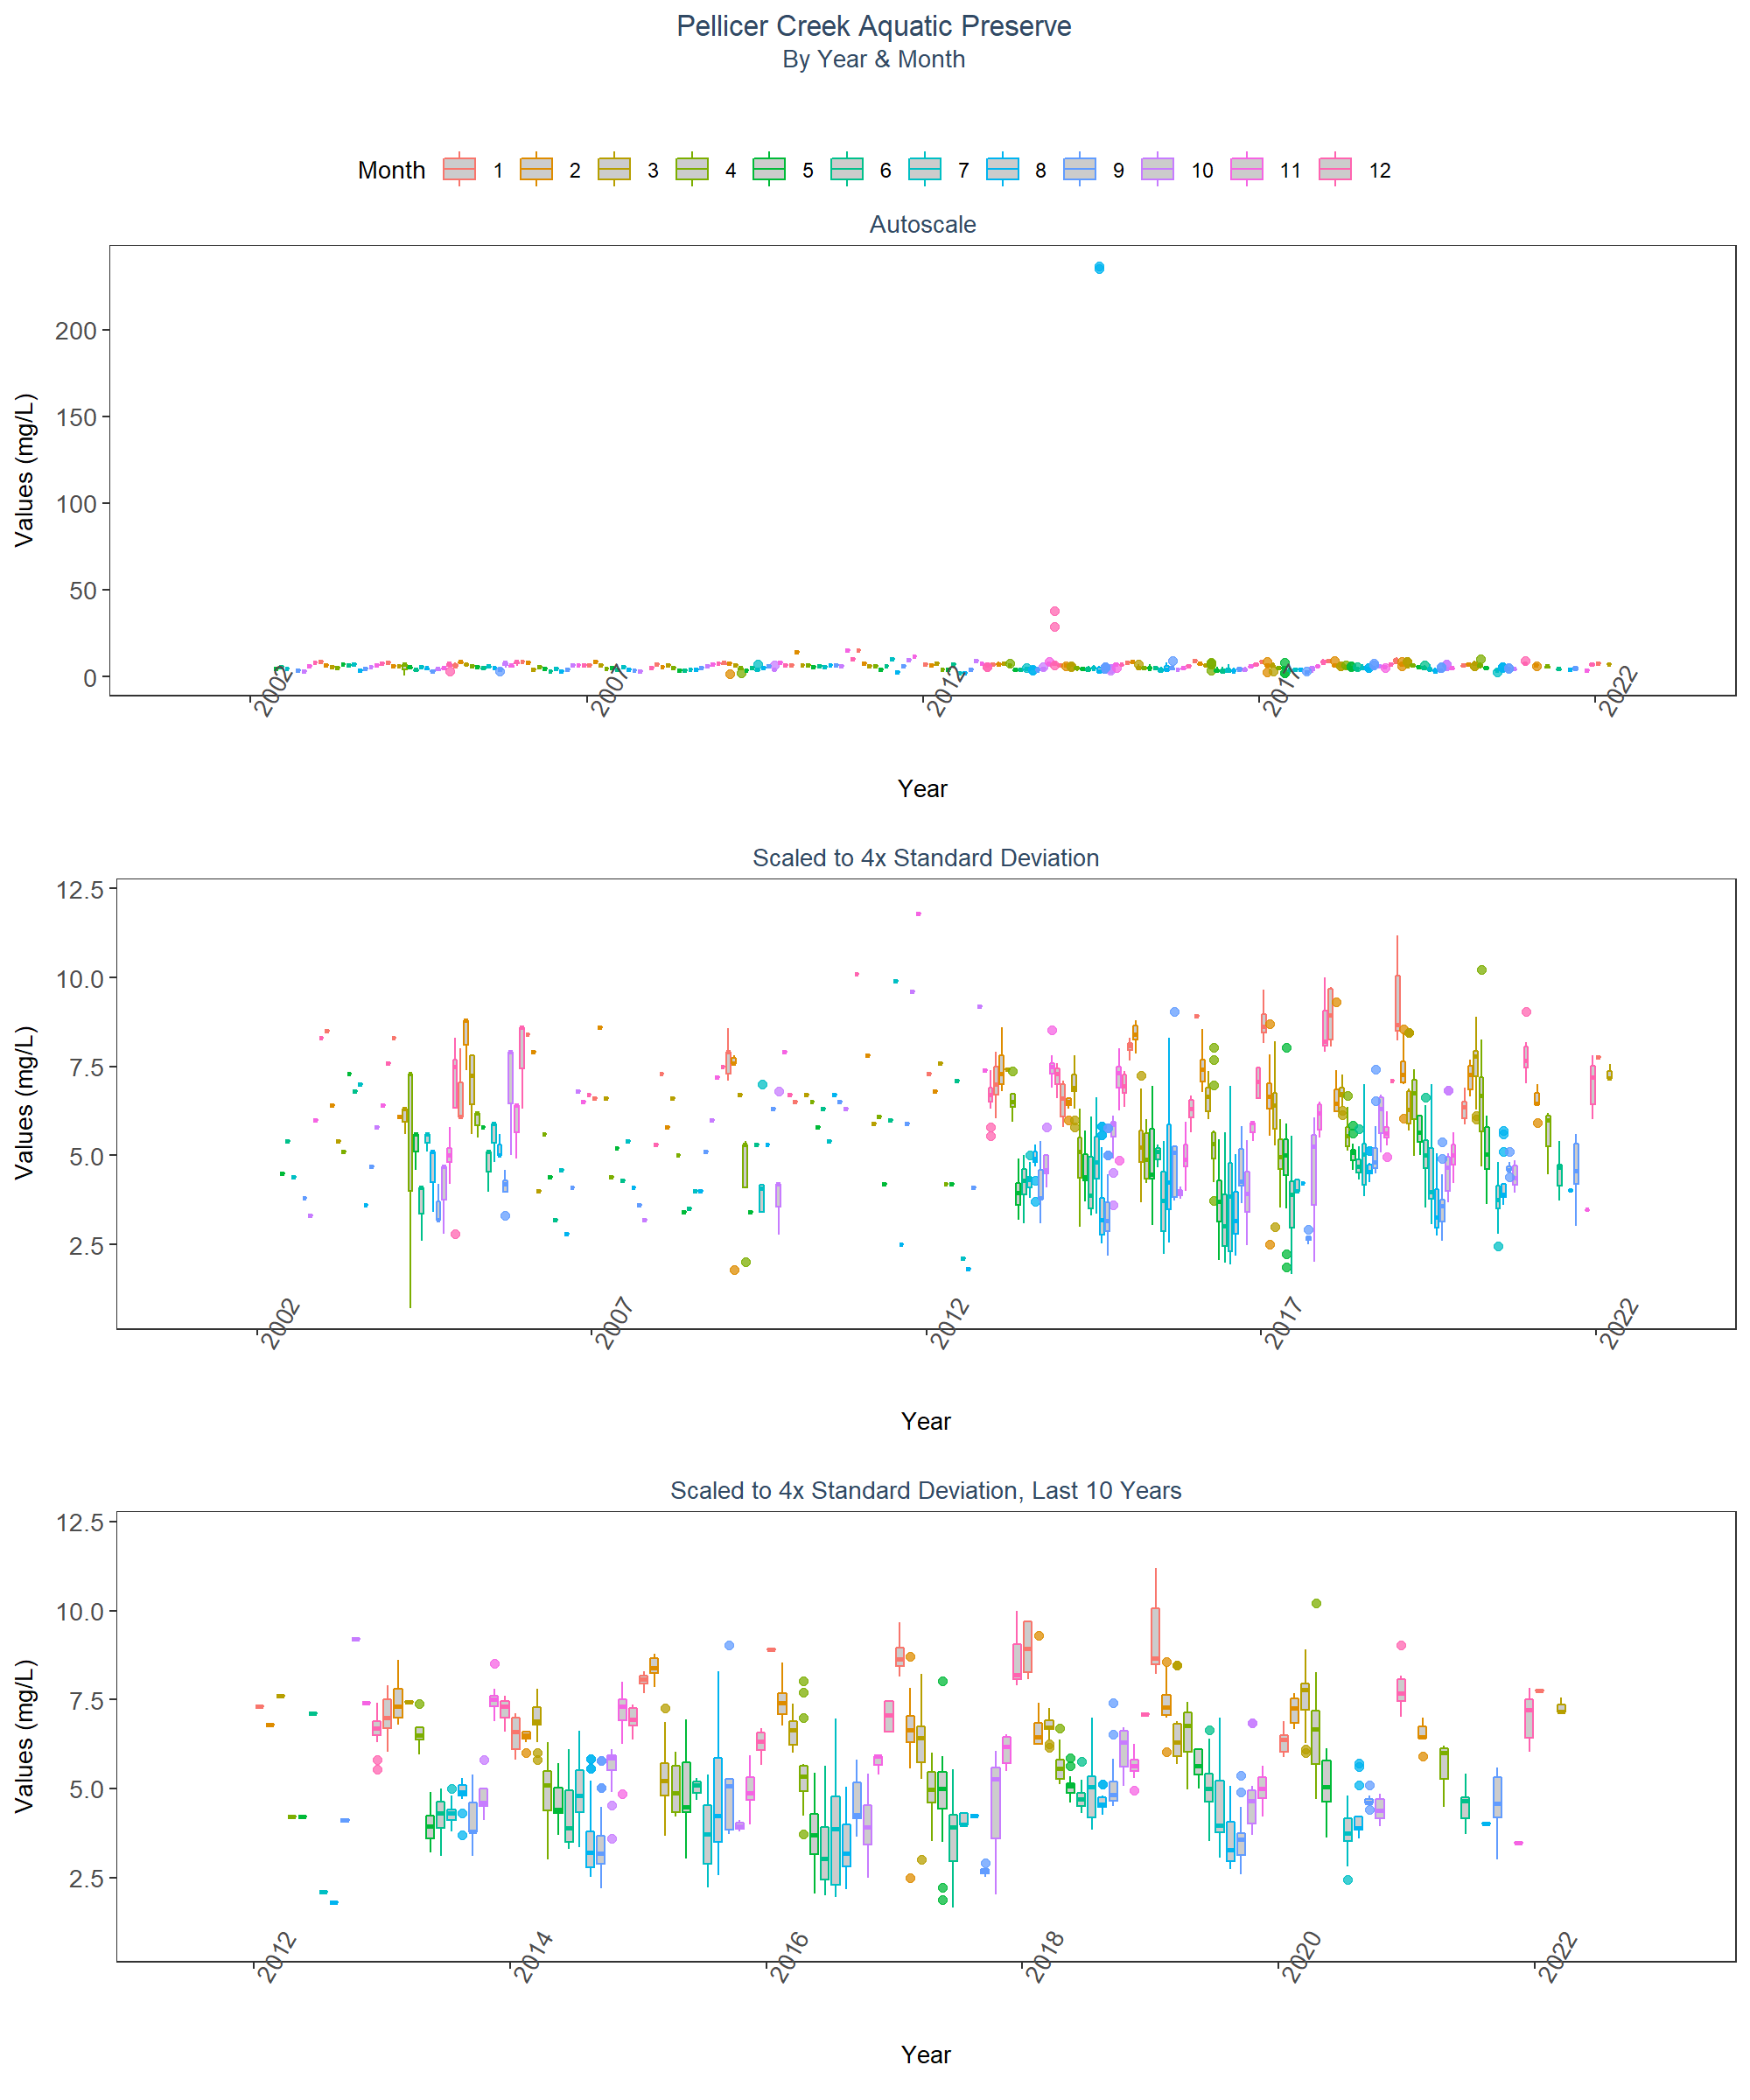 Pellicer Creek Aquatic Preserve
By Year & Month
Month 1 2 3 4 5 6 7 8 9 10 11 12
Autoscale
Values (mg/L)
200
150
100
50
0
2002 2007 2012 2017 2022
Year
Scaled to 4x Standard Deviation
Values (mg/L)
12.5
10.0
7.5
5.0
2.5
2002 2007 2012 2017 2022
Year
Scaled to 4x Standard Deviation, Last 10 Years
Values (mg/L)
12.5
10.0
7.5
5.0
2.5
2012 2014 2016 2018 2020 2022
Year